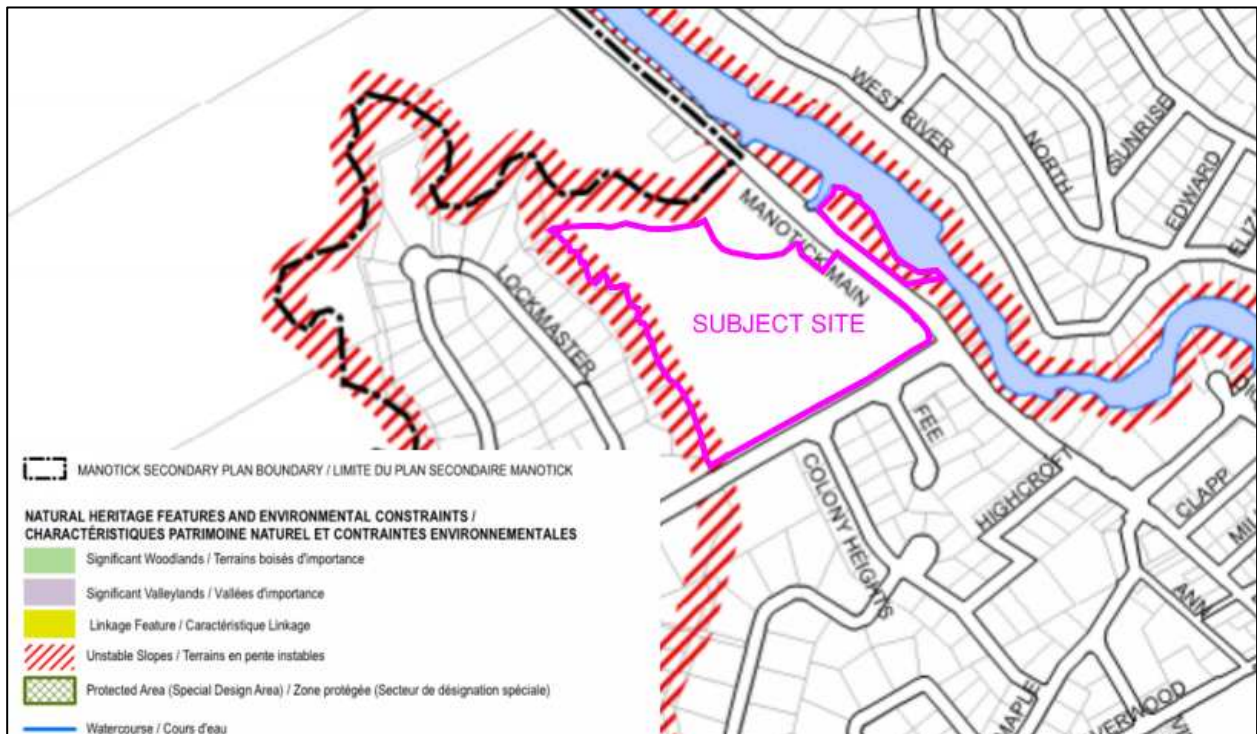 WEST RIVER
NORTH
SUNRISE
EDWARD
MANOTICK MAIN
LOCKMASTER
SUBJECT SITE
FEE
HIGHCROFT
COLONY HEIGHTS
CLAPP
ANN
MAPLE
MANOTICK SECONDARY PLAN BOUNDARY / LIMITE DU PLAN SECONDAIRE MANOTICK
NATURAL HERITAGE FEATURES AND ENVIRONMENTAL CONSTRAINTS /
CHARACTÉRISTIQUES PATRIMOINE NATUREL ET CONTRAINTES ENVIRONNEMENTALES
Significant Woodlands / Terrains boisés d'importance
Significant Valleylands / Vallées d'importance
Linkage Feature / Caractéristique Linkage
Unstable Slopes / Terrains en pente instables
Protected Area (Special Design Area) / Zone protégée (Secteur de désignation spéciale)
Watercourse / Cours d'eau